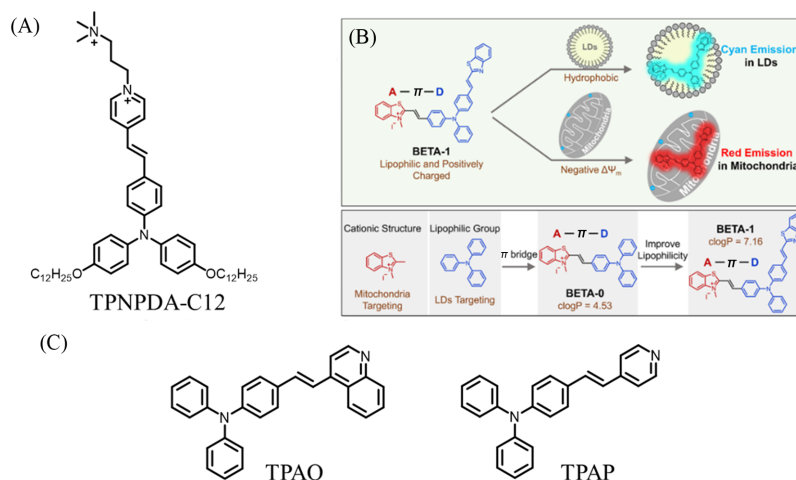 (A)
N
+
N
+
N
C12H25O
OC12H25
TPNPDA-C12
(B)
A – π – D
S
N
+
I-
N
S
N
BETA-1
Lipophilic and Positively
Charged
LDs
Hydrophobic
Cyan Emission
in LDs
Mitochondria
Negative ΔΨm
Red Emission
in Mitochondria
Mitochondria
Cationic Structure
S
N
+
I-
Mitochondria
Targeting
Lipophilic Group
N
LDs Targeting
π bridge
A – π – D
S
N
+
I-
N
BETA-0
clogP = 4.53
Improve
Lipophilicity
BETA-1
clogP = 7.16
A – π – D
S
N
+
I-
N
S
N
(C)
N
N
TPAQ
N
N
TPAP